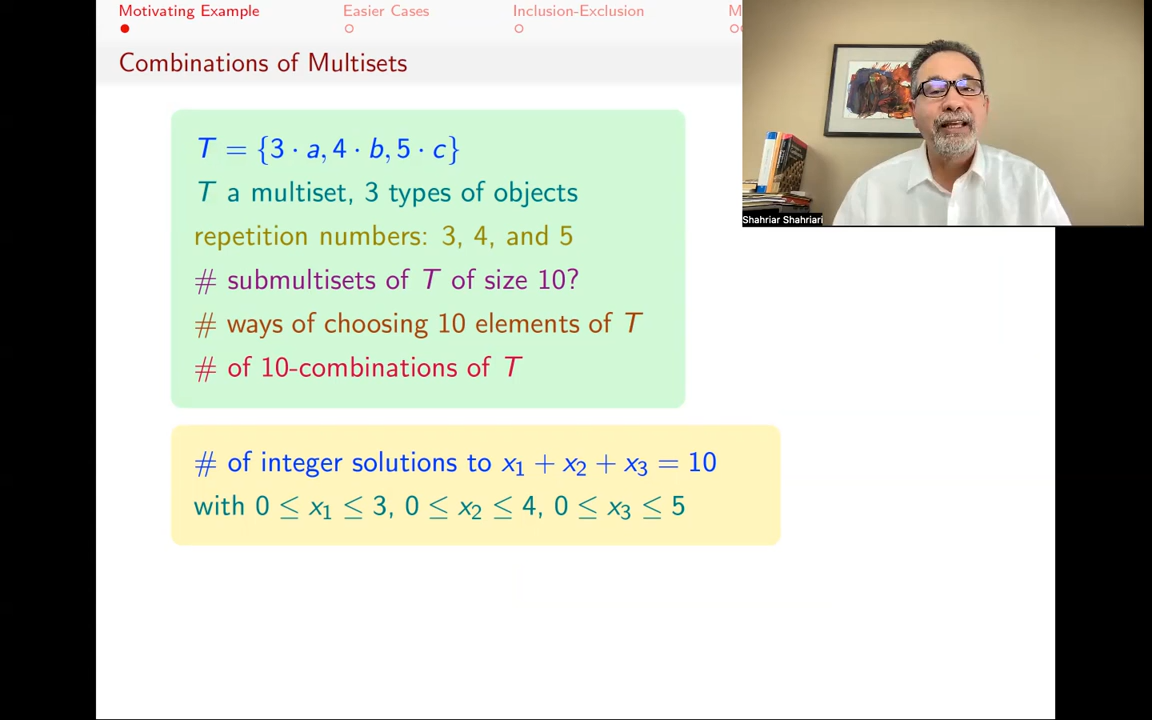 Motivating Example Easier Cases Inclusion-Exclusion M
Combinations of Multisets
T = {3 · a, 4 · b, 5 · c}
T a multiset, 3 types of objects
repetition numbers: 3, 4, and 5
# submultisets of T of size 10?
# ways of choosing 10 elements of T
# of 10-combinations of T
# of integer solutions to x₁ + x₂ + x₃ = 10
with 0 ≤ x₁ ≤ 3, 0 ≤ x₂ ≤ 4, 0 ≤ x₃ ≤ 5
Shahriar Shahriari